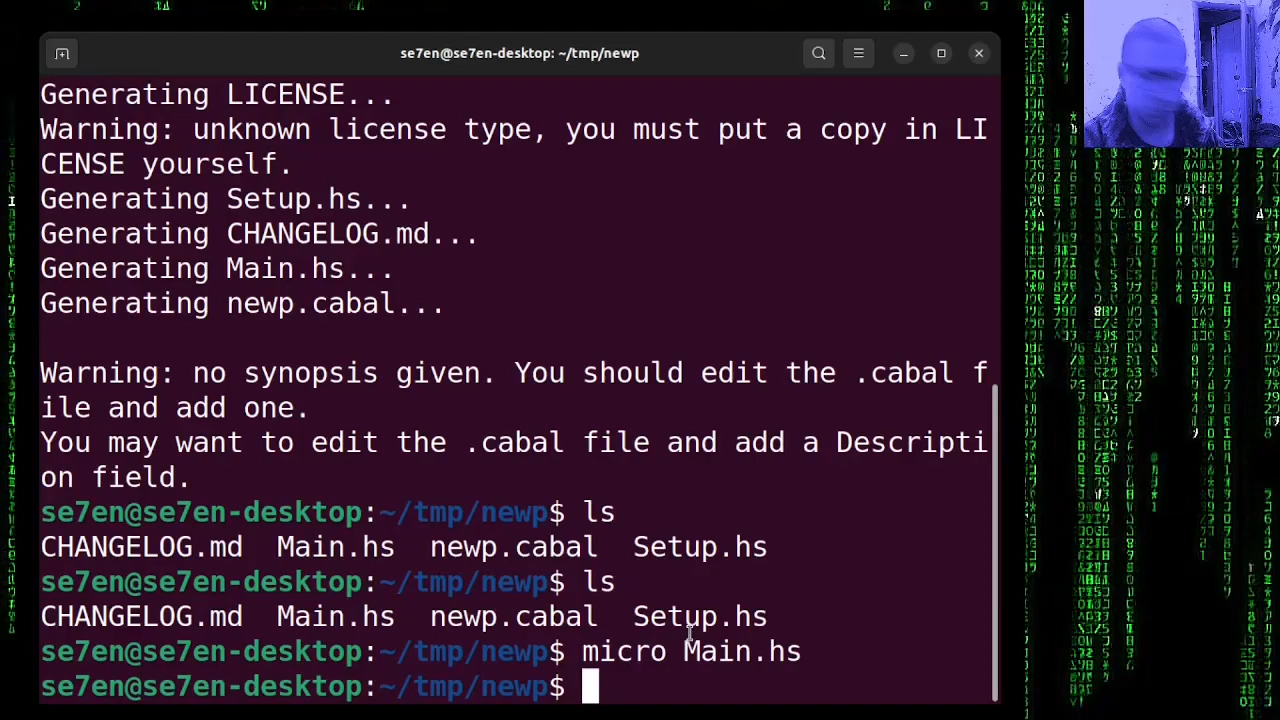 se7en@se7en-desktop: ~/tmp/newp
Generating LICENSE...
Warning: unknown license type, you must put a copy in LI
CENSE yourself.
Generating Setup.hs...
Generating CHANGELOG.md...
Generating Main.hs...
Generating newp.cabal...
Warning: no synopsis given. You should edit the .cabal f
ile and add one.
You may want to edit the .cabal file and add a Descripti
on field.
se7en@se7en-desktop:~/tmp/newp$ ls
CHANGELOG.md  Main.hs  newp.cabal  Setup.hs
se7en@se7en-desktop:~/tmp/newp$ ls
CHANGELOG.md  Main.hs  newp.cabal  Setup.hs
se7en@se7en-desktop:~/tmp/newp$ micro Main.hs
se7en@se7en-desktop:~/tmp/newp$